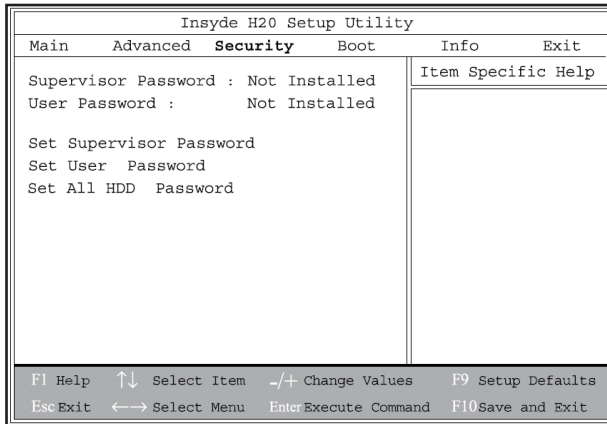 Insyde H20 Setup Utility
Main Advanced Security Boot Info Exit
Supervisor Password : Not Installed
User Password : Not Installed
Set Supervisor Password
Set User Password
Set All HDD Password
Item Specific Help
F1 Help ↑↓ Select Item -/+ Change Values F9 Setup Defaults
Esc Exit ←→ Select Menu Enter Execute Command F10 Save and Exit